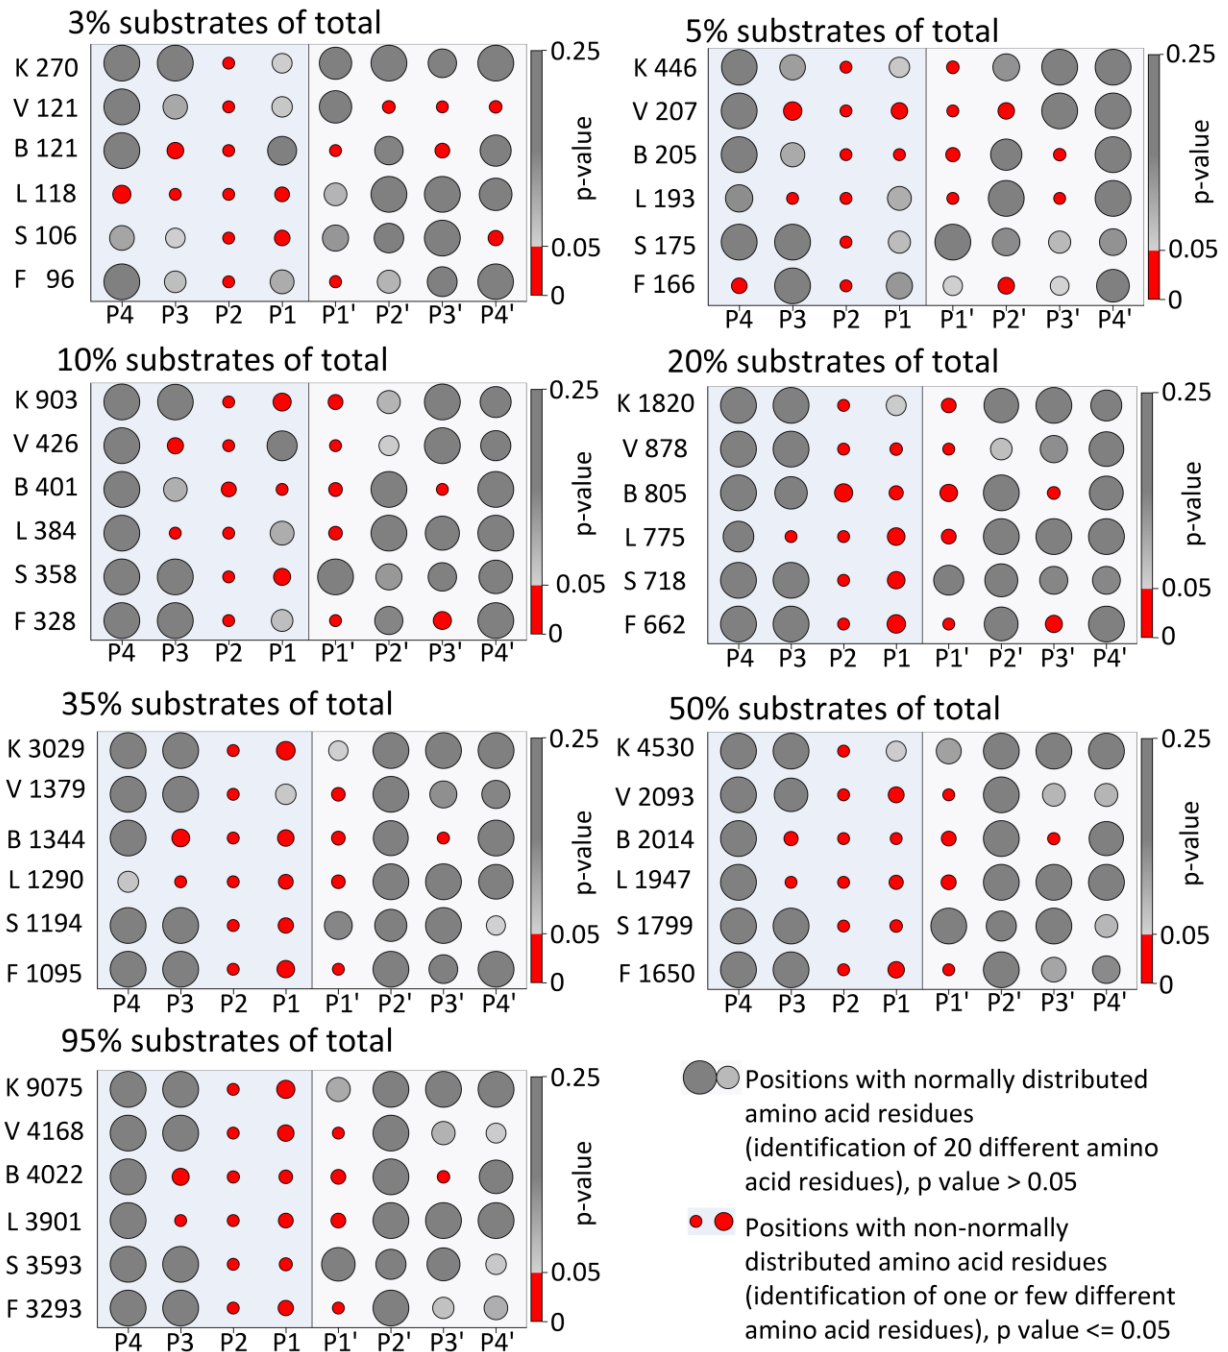 3% substrates of total
K 270
V 121
B 121
L 118
S 106
F 96
P4 P3 P2 P1 P1' P2' P3' P4'
0.25
0.05
0
p-value
5% substrates of total
K 446
V 207
B 205
L 193
S 175
F 166
P4 P3 P2 P1 P1' P2' P3' P4'
0.25
0.05
0
p-value
10% substrates of total
K 903
V 426
B 401
L 384
S 358
F 328
P4 P3 P2 P1 P1' P2' P3' P4'
0.25
0.05
0
p-value
20% substrates of total
K 1820
V 878
B 805
L 775
S 718
F 662
P4 P3 P2 P1 P1' P2' P3' P4'
0.25
0.05
0
p-value
35% substrates of total
K 3029
V 1379
B 1344
L 1290
S 1194
F 1095
P4 P3 P2 P1 P1' P2' P3' P4'
0.25
0.05
0
p-value
50% substrates of total
K 4530
V 2093
B 2014
L 1947
S 1799
F 1650
P4 P3 P2 P1 P1' P2' P3' P4'
0.25
0.05
0
p-value
95% substrates of total
K 9075
V 4168
B 4022
L 3901
S 3593
F 3293
P4 P3 P2 P1 P1' P2' P3' P4'
0.25
0.05
0
p-value
Positions with normally distributed
amino acid residues
(identification of 20 different amino
acid residues), p value > 0.05
Positions with non-normally
distributed amino acid residues
(identification of one or few different
amino acid residues), p value <= 0.05